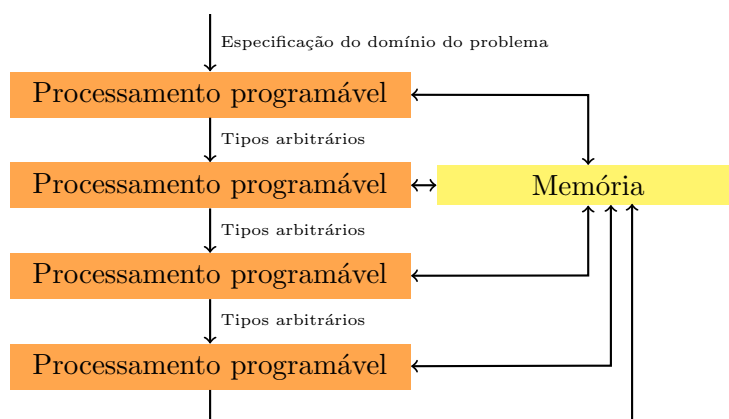 Especificação do domínio do problema
Processamento programável
Tipos arbitrários
Processamento programável
Memória
Tipos arbitrários
Processamento programável
Tipos arbitrários
Processamento programável